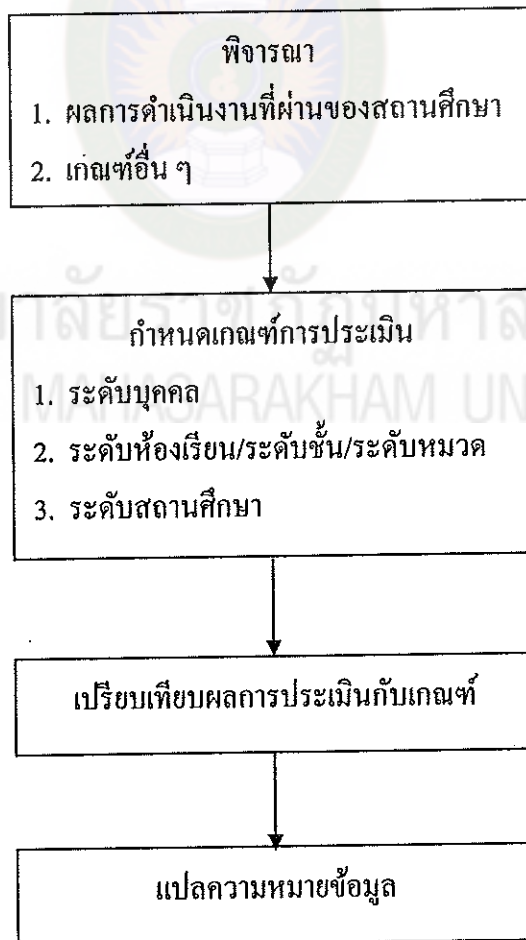 พิจารณา
1. ผลการดำเนินงานที่ผ่านของสถานศึกษา
2. เกณฑ์อื่น ๆ
กำหนดเกณฑ์การประเมิน
1. ระดับบุคคล
2. ระดับห้องเรียน/ระดับชั้น/ระดับหมวด
3. ระดับสถานศึกษา
เปรียบเทียบผลการประเมินกับเกณฑ์
แปลความหมายข้อมูล